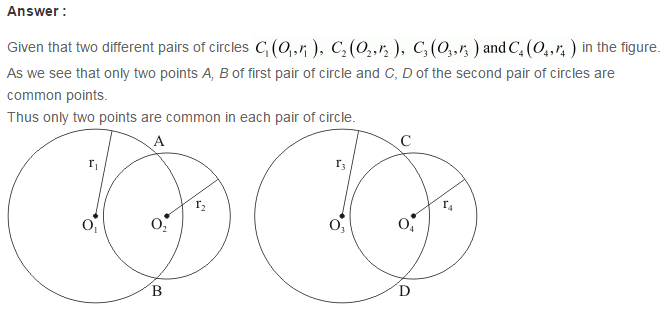 Answer :
Given that two different pairs of circles C₁(O₁,r₁), C₂(O₂,r₂), C₃(O₃,r₃) and C₄(O₄,r₄) in the figure.
As we see that only two points A, B of first pair of circle and C, D of the second pair of circles are
common points.
Thus only two points are common in each pair of circle.
A C
r₁ r₃
r₂ r₄
O₁ O₂ O₃ O₄
B D